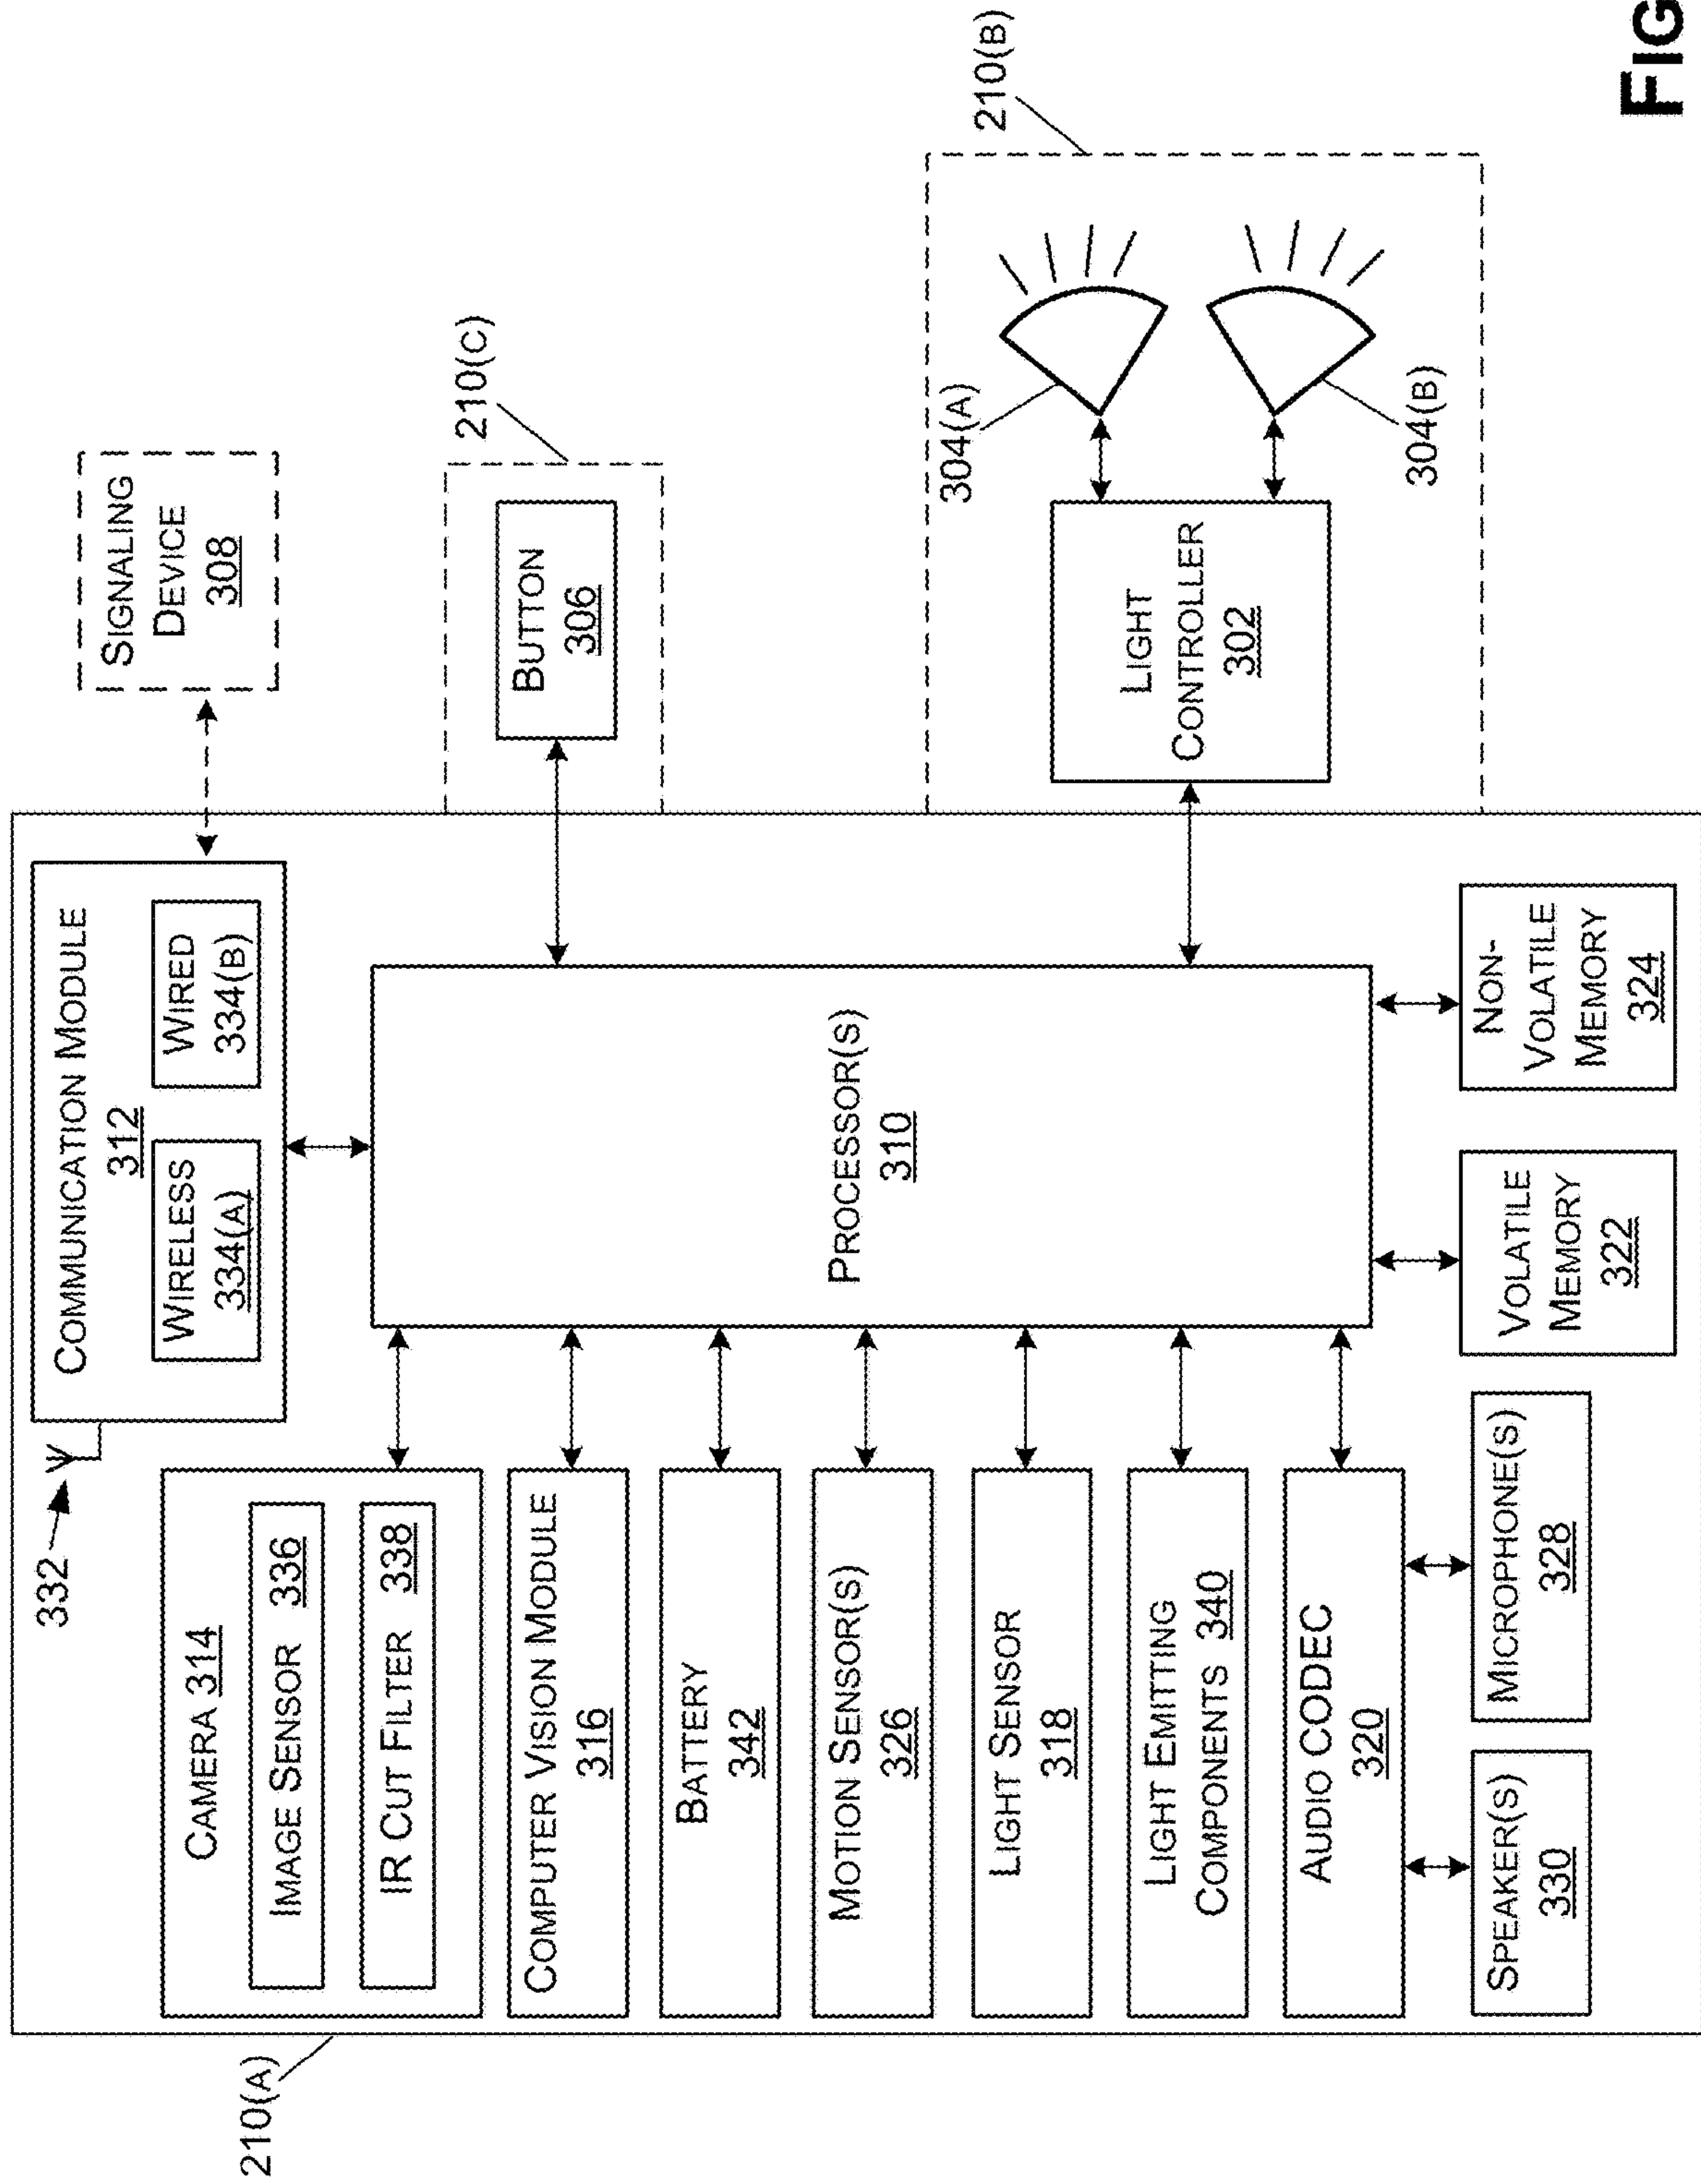 210(A)
332
COMMUNICATION MODULE
312
WIRELESS
334(A)
WIRED
334(B)
SIGNALING
DEVICE
308
CAMERA 314
IMAGE SENSOR 336
IR CUT FILTER 338
COMPUTER VISION MODULE
316
BATTERY
342
MOTION SENSOR(S)
326
LIGHT SENSOR
318
LIGHT EMITTING
COMPONENTS 340
AUDIO CODEC
320
SPEAKER(S)
330
MICROPHONE(S)
328
PROCESSOR(S)
310
VOLATILE
MEMORY
322
NON-
VOLATILE
MEMORY
324
210(C)
BUTTON
306
210(B)
LIGHT
CONTROLLER
302
304(A)
304(B)
FIG